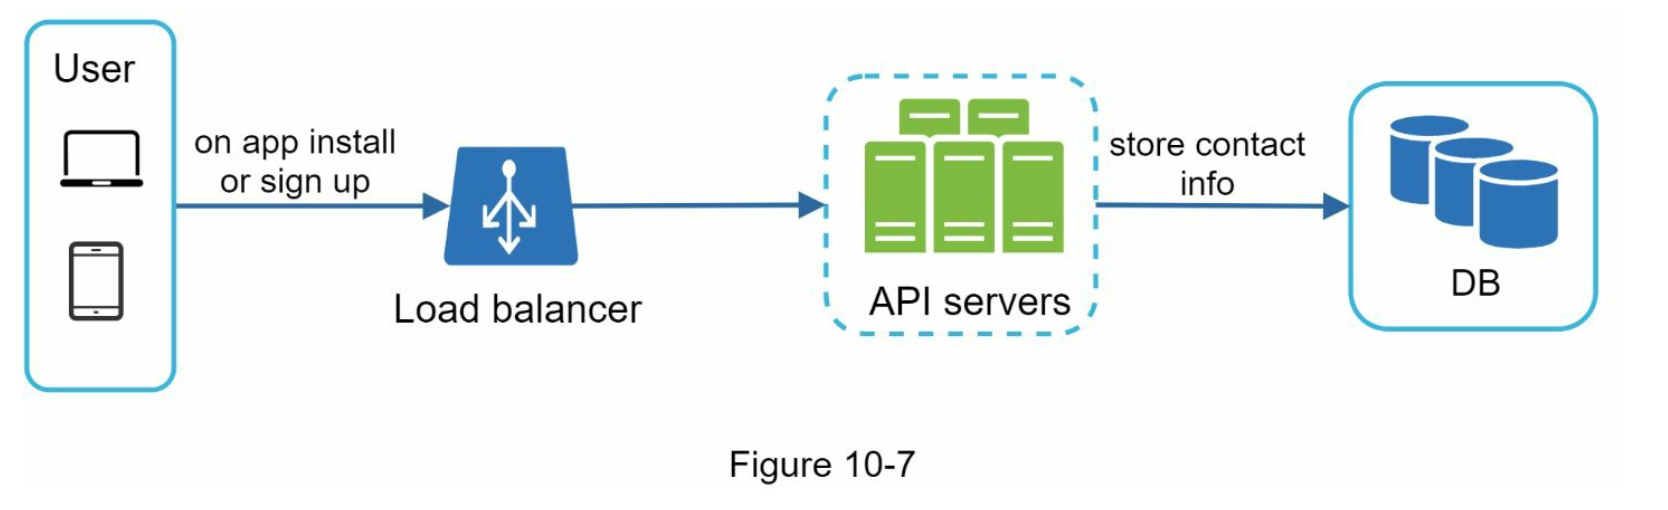 User
on app install
or sign up
Load balancer
API servers
store contact
info
DB
Figure 10-7